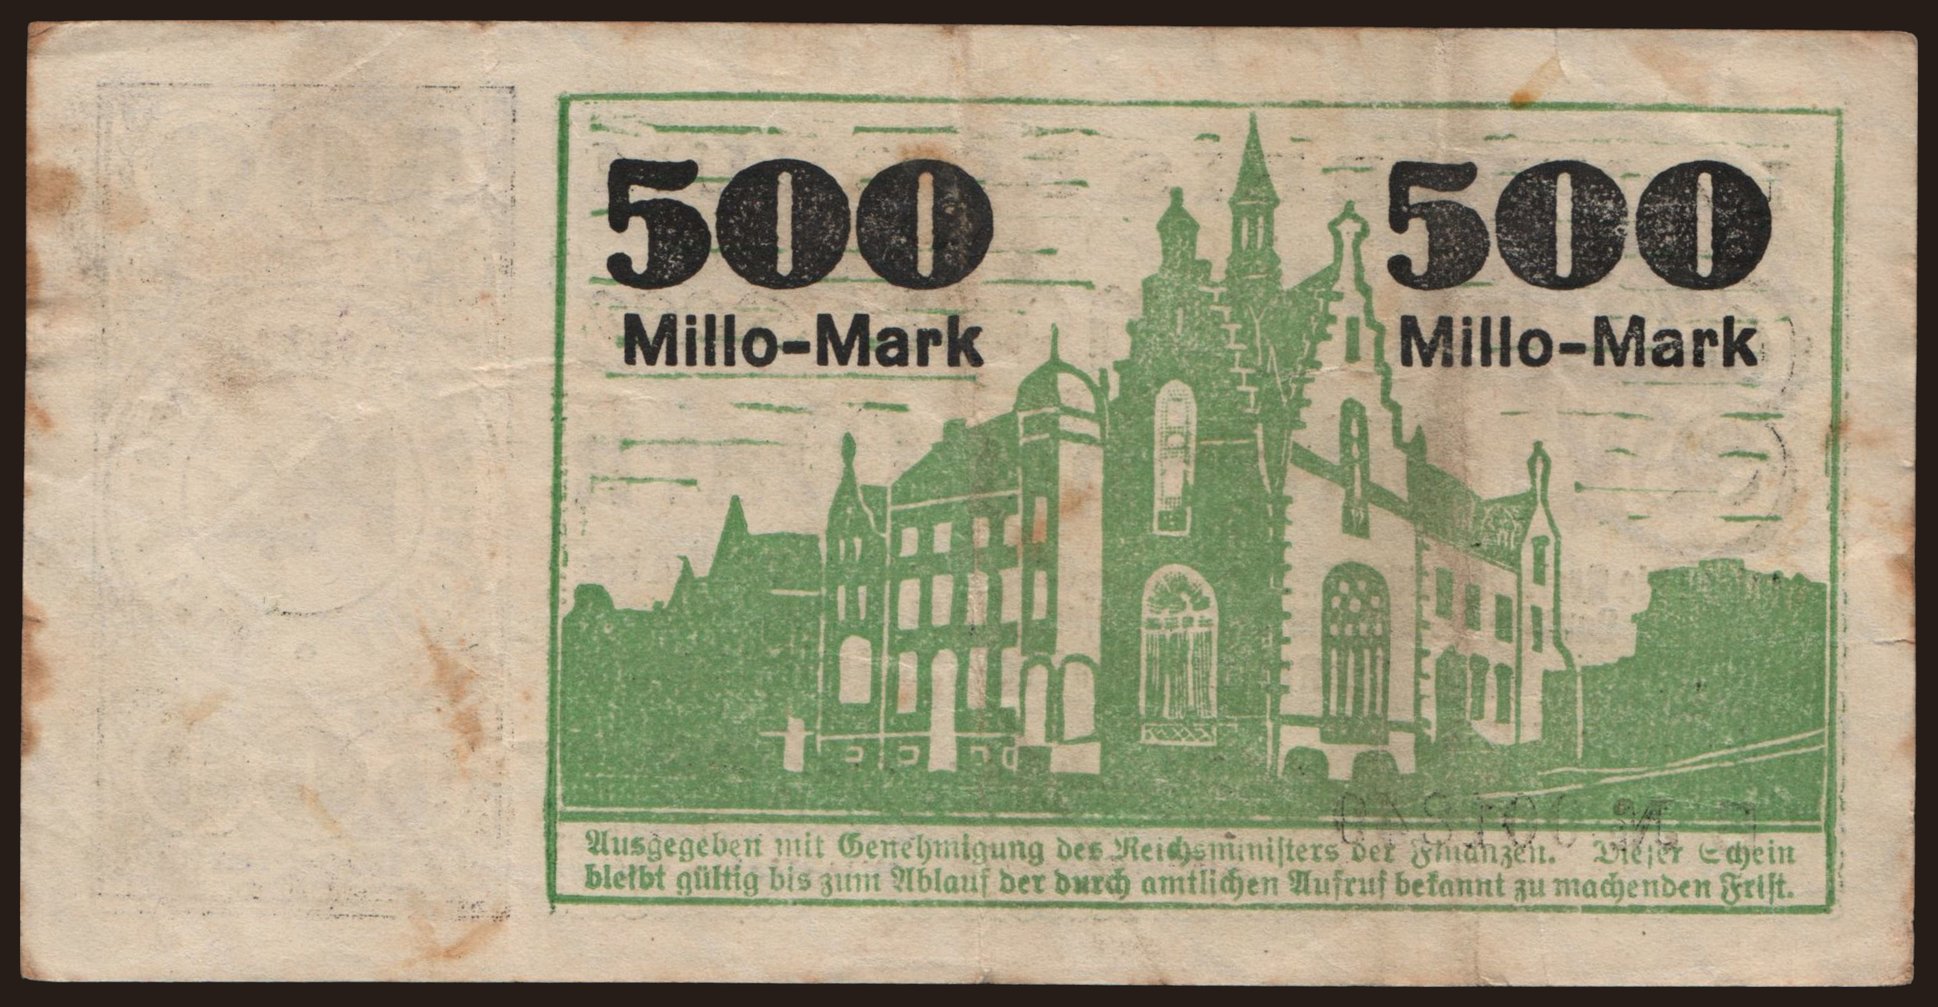 500 500
Millo-Mark Millo-Mark
Ausgegeben mit Genehmigung des Reichsministers der Finanzen. Dieser Schein
bleibt gültig bis zum Ablauf der durch amtlichen Aufruf bekannt zu machenden Frist.